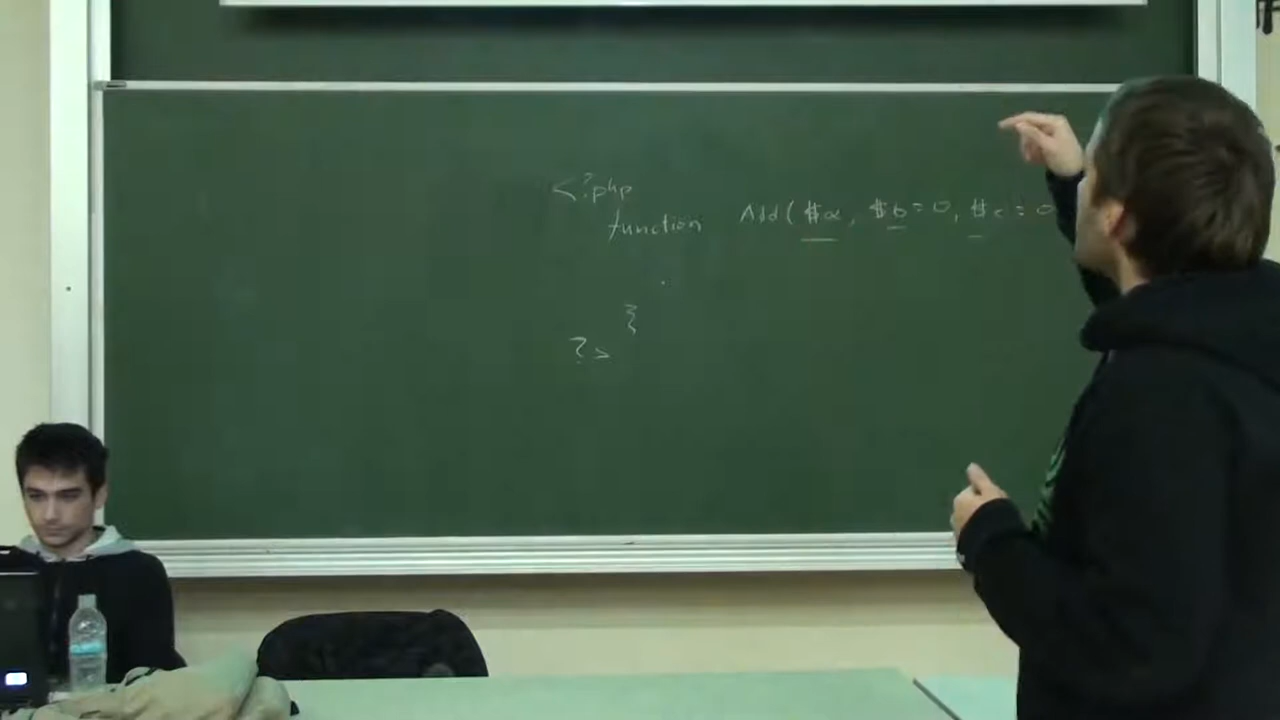 <?php
function Add( $a, $b=0, $c=0
}
?>